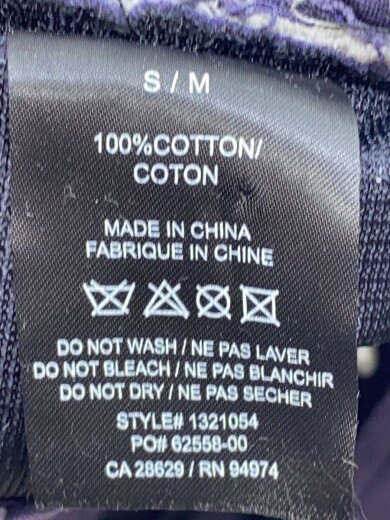 S / M
100%COTTON/
COTON
MADE IN CHINA
FABRIQUE IN CHINE
DO NOT WASH / NE PAS LAVER
DO NOT BLEACH / NE PAS BLANCHIR
DO NOT DRY / NE PAS SECHER
STYLE# 1321054
PO# 62558-00
CA 28629 / RN 94974